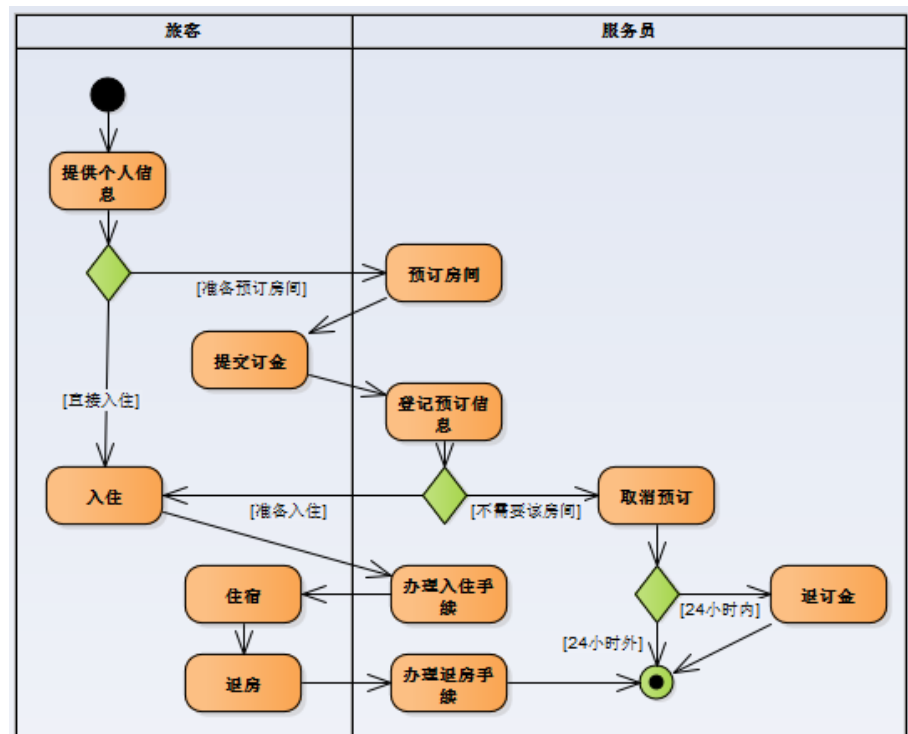 旅客
服务员
提供个人信
息
[准备预订房间]
预订房间
提交订金
[直接入住]
登记预订信
息
入住
[准备入住]
[不需要该房间]
取消预订
住宿
办理入住手
续
[24小时内]
退订金
[24小时外]
退房
办理退房手
续